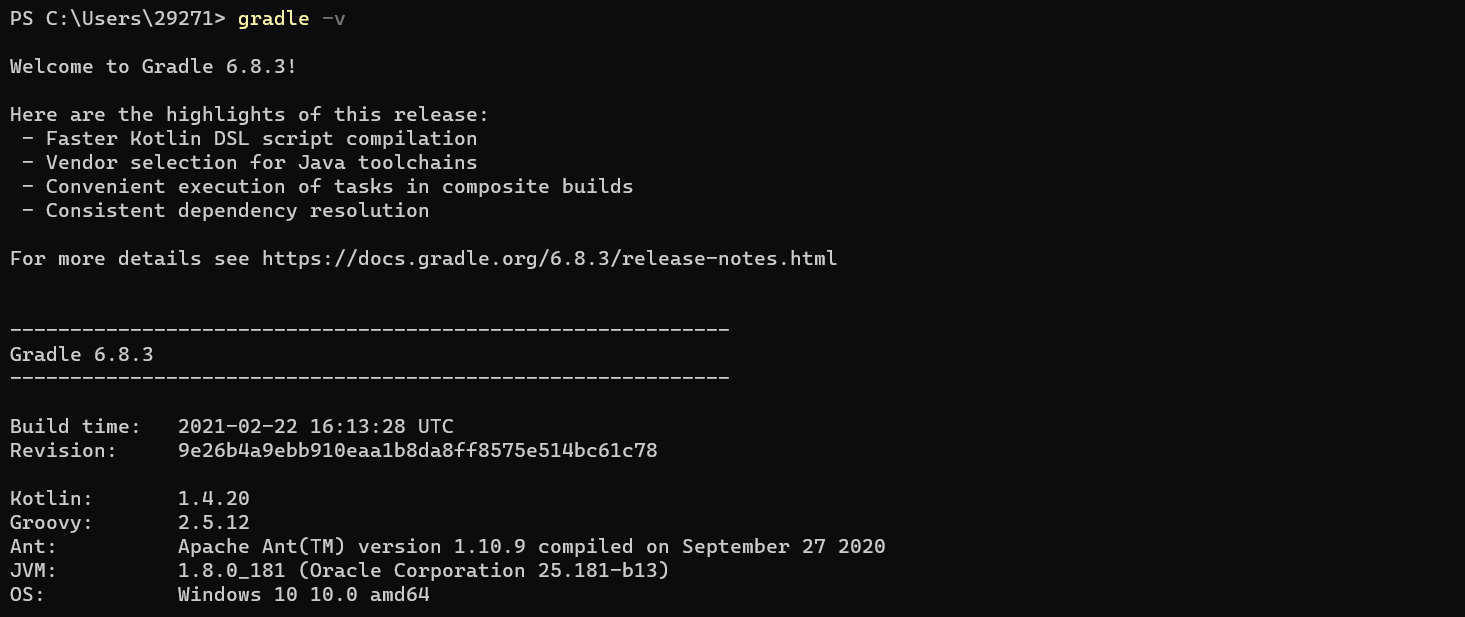 PS C:\Users\29271> gradle -v
Welcome to Gradle 6.8.3!
Here are the highlights of this release:
- Faster Kotlin DSL script compilation
- Vendor selection for Java toolchains
- Convenient execution of tasks in composite builds
- Consistent dependency resolution
For more details see https://docs.gradle.org/6.8.3/release-notes.html
------------------------------------------------------------
Gradle 6.8.3
------------------------------------------------------------
Build time:   2021-02-22 16:13:28 UTC
Revision:     9e26b4a9ebb910eaa1b8da8ff8575e514bc61c78
Kotlin:       1.4.20
Groovy:       2.5.12
Ant:          Apache Ant(TM) version 1.10.9 compiled on September 27 2020
JVM:          1.8.0_181 (Oracle Corporation 25.181-b13)
OS:           Windows 10 10.0 amd64